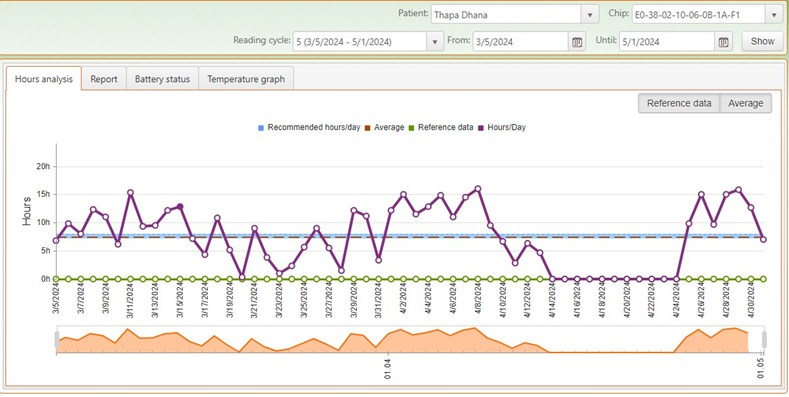 Patient: Thapa Dhana Chip: E0-38-02-10-06-0B-1A-F1
Reading cycle: 5 (3/5/2024 - 5/1/2024) From: 3/5/2024 Until: 5/1/2024 Show
Hours analysis Report Battery status Temperature graph
Reference data Average
Recommended hours/day Average Reference data Hours/Day
20h
15h
10h
5h
0h
Hours
3/5/2024 3/7/2024 3/9/2024 3/11/2024 3/13/2024 3/15/2024 3/17/2024 3/19/2024 3/21/2024 3/23/2024 3/25/2024 3/27/2024 3/29/2024 3/31/2024 4/2/2024 4/4/2024 4/6/2024 4/8/2024 4/10/2024 4/12/2024 4/14/2024 4/16/2024 4/18/2024 4/20/2024 4/22/2024 4/24/2024 4/26/2024 4/28/2024 4/30/2024
01.04 01.05